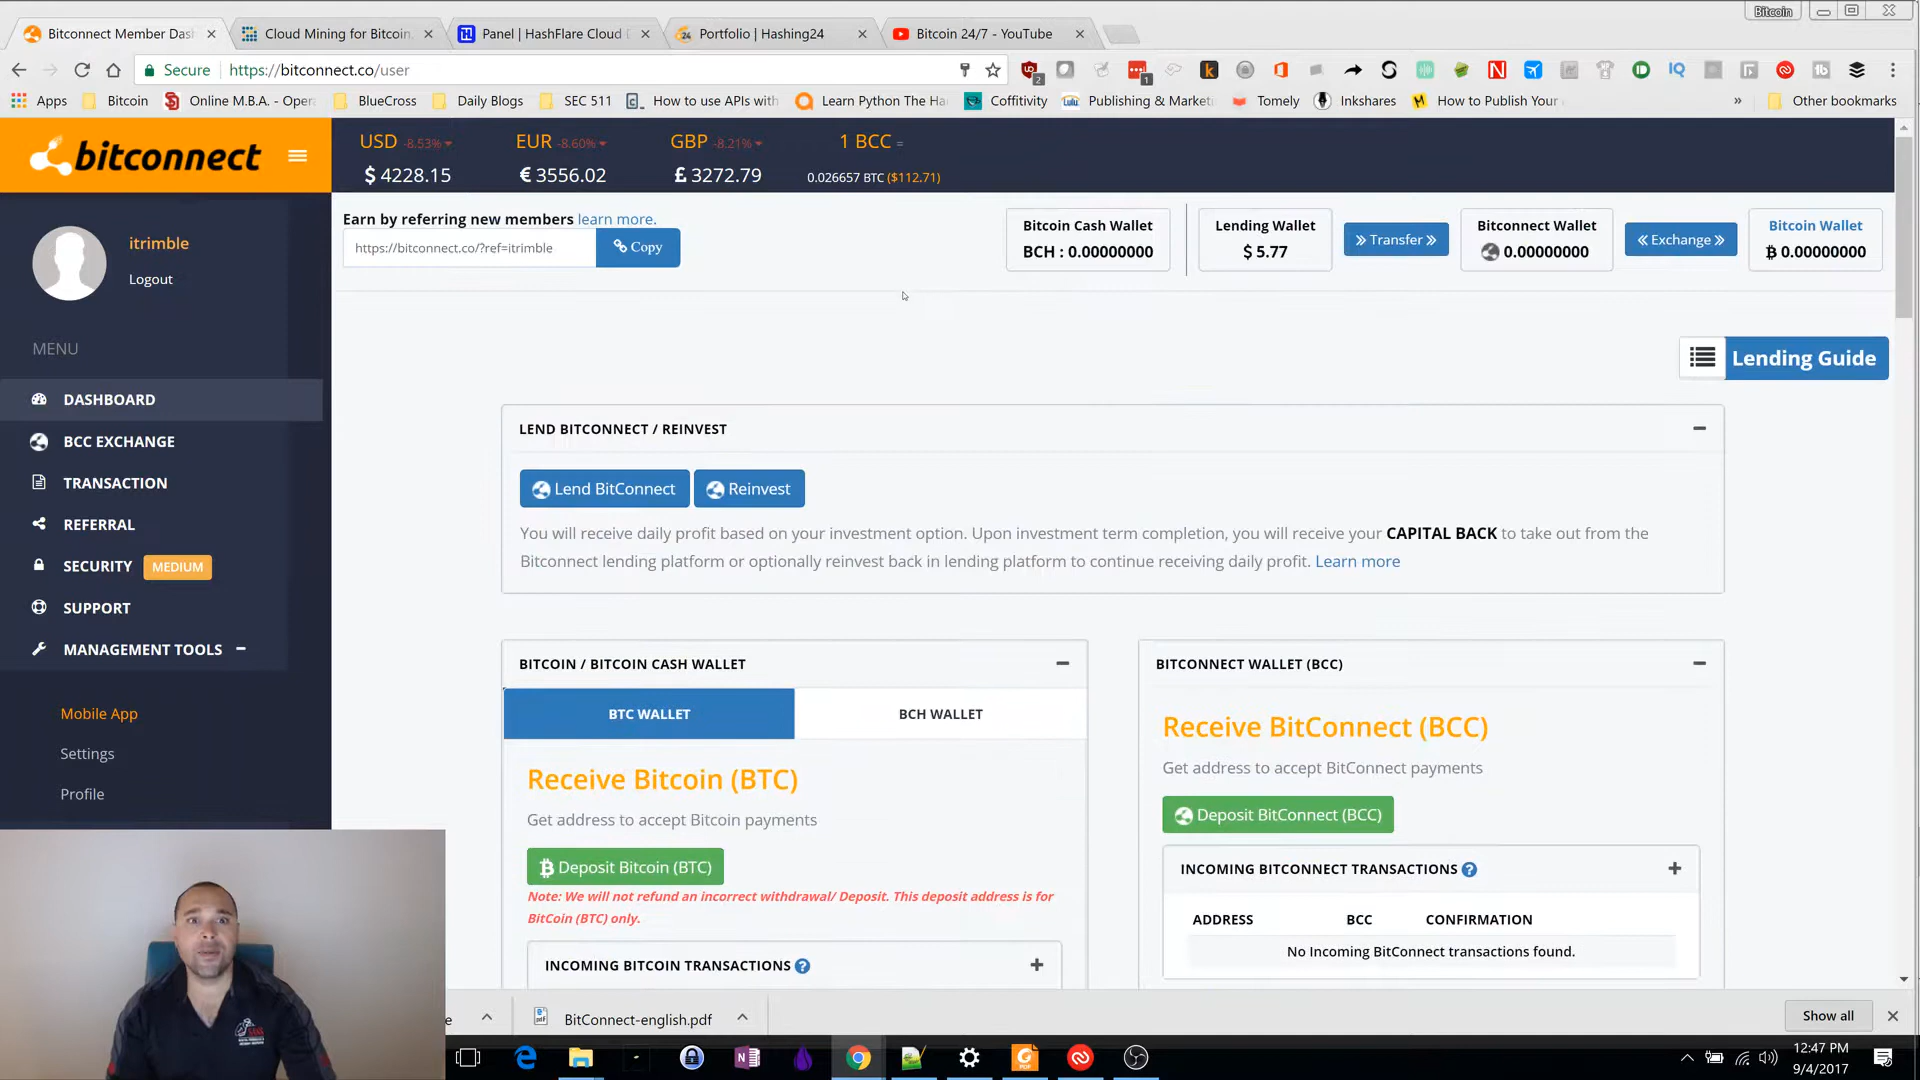 Bitcoin
Bitconnect Member Das
Cloud Mining for Bitcoin,
Panel | HashFlare Cloud
Portfolio | Hashing24
Bitcoin 24/7 - YouTube
Secure
https://bitconnect.co/user
2
1
Apps
Bitcoin
Online M.B.A. - Oper
BlueCross
Daily Blogs
SEC 511
How to use APIs with
Learn Python The Ha
Coffitivity
Publishing & Market
Tomely
Inkshares
How to Publish Your
»
Other bookmarks
bitconnect
USD -8.53%
EUR -8.60%
GBP -8.21%
1 BCC =
$ 4228.15
€ 3556.02
£ 3272.79
0.026657 BTC ($112.71)
itrimble
Logout
Earn by referring new members learn more.
https://bitconnect.co/?ref=itrimble
Copy
Bitcoin Cash Wallet
BCH : 0.00000000
Lending Wallet
$ 5.77
Transfer
Bitconnect Wallet
0.00000000
Exchange
Bitcoin Wallet
0.00000000
MENU
DASHBOARD
BCC EXCHANGE
TRANSACTION
REFERRAL
SECURITY MEDIUM
SUPPORT
MANAGEMENT TOOLS
Mobile App
Settings
Profile
Lending Guide
LEND BITCONNECT / REINVEST
Lend BitConnect
Reinvest
You will receive daily profit based on your investment option. Upon investment term completion, you will receive your CAPITAL BACK to take out from the
Bitconnect lending platform or optionally reinvest back in lending platform to continue receiving daily profit. Learn more
BITCOIN / BITCOIN CASH WALLET
BTC WALLET
BCH WALLET
Receive Bitcoin (BTC)
Get address to accept Bitcoin payments
Deposit Bitcoin (BTC)
Note: We will not refund an incorrect withdrawal/ Deposit. This deposit address is for
BitCoin (BTC) only.
INCOMING BITCOIN TRANSACTIONS ?
BITCONNECT WALLET (BCC)
Receive BitConnect (BCC)
Get address to accept BitConnect payments
Deposit BitConnect (BCC)
INCOMING BITCONNECT TRANSACTIONS ?
ADDRESS BCC CONFIRMATION
No Incoming BitConnect transactions found.
e
BitConnect-english.pdf
Show all
12:47 PM
9/4/2017